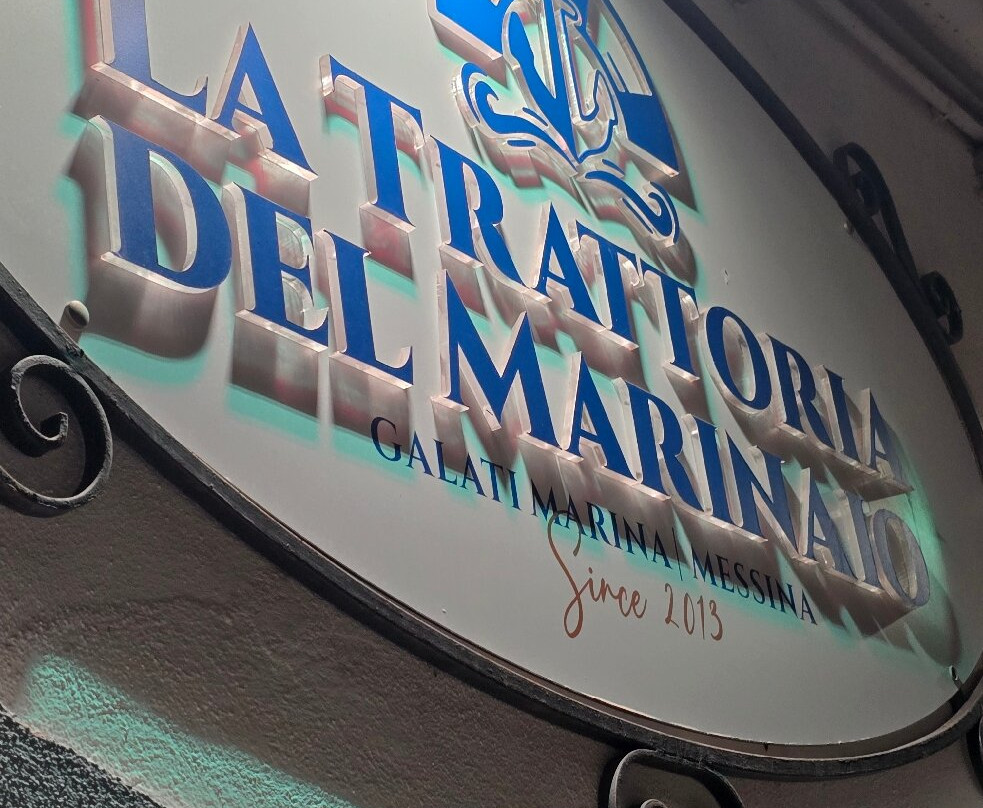 LA TRATTORIA
DEL MARINAIO
GALATI MARINA | MESSINA
Since 2013